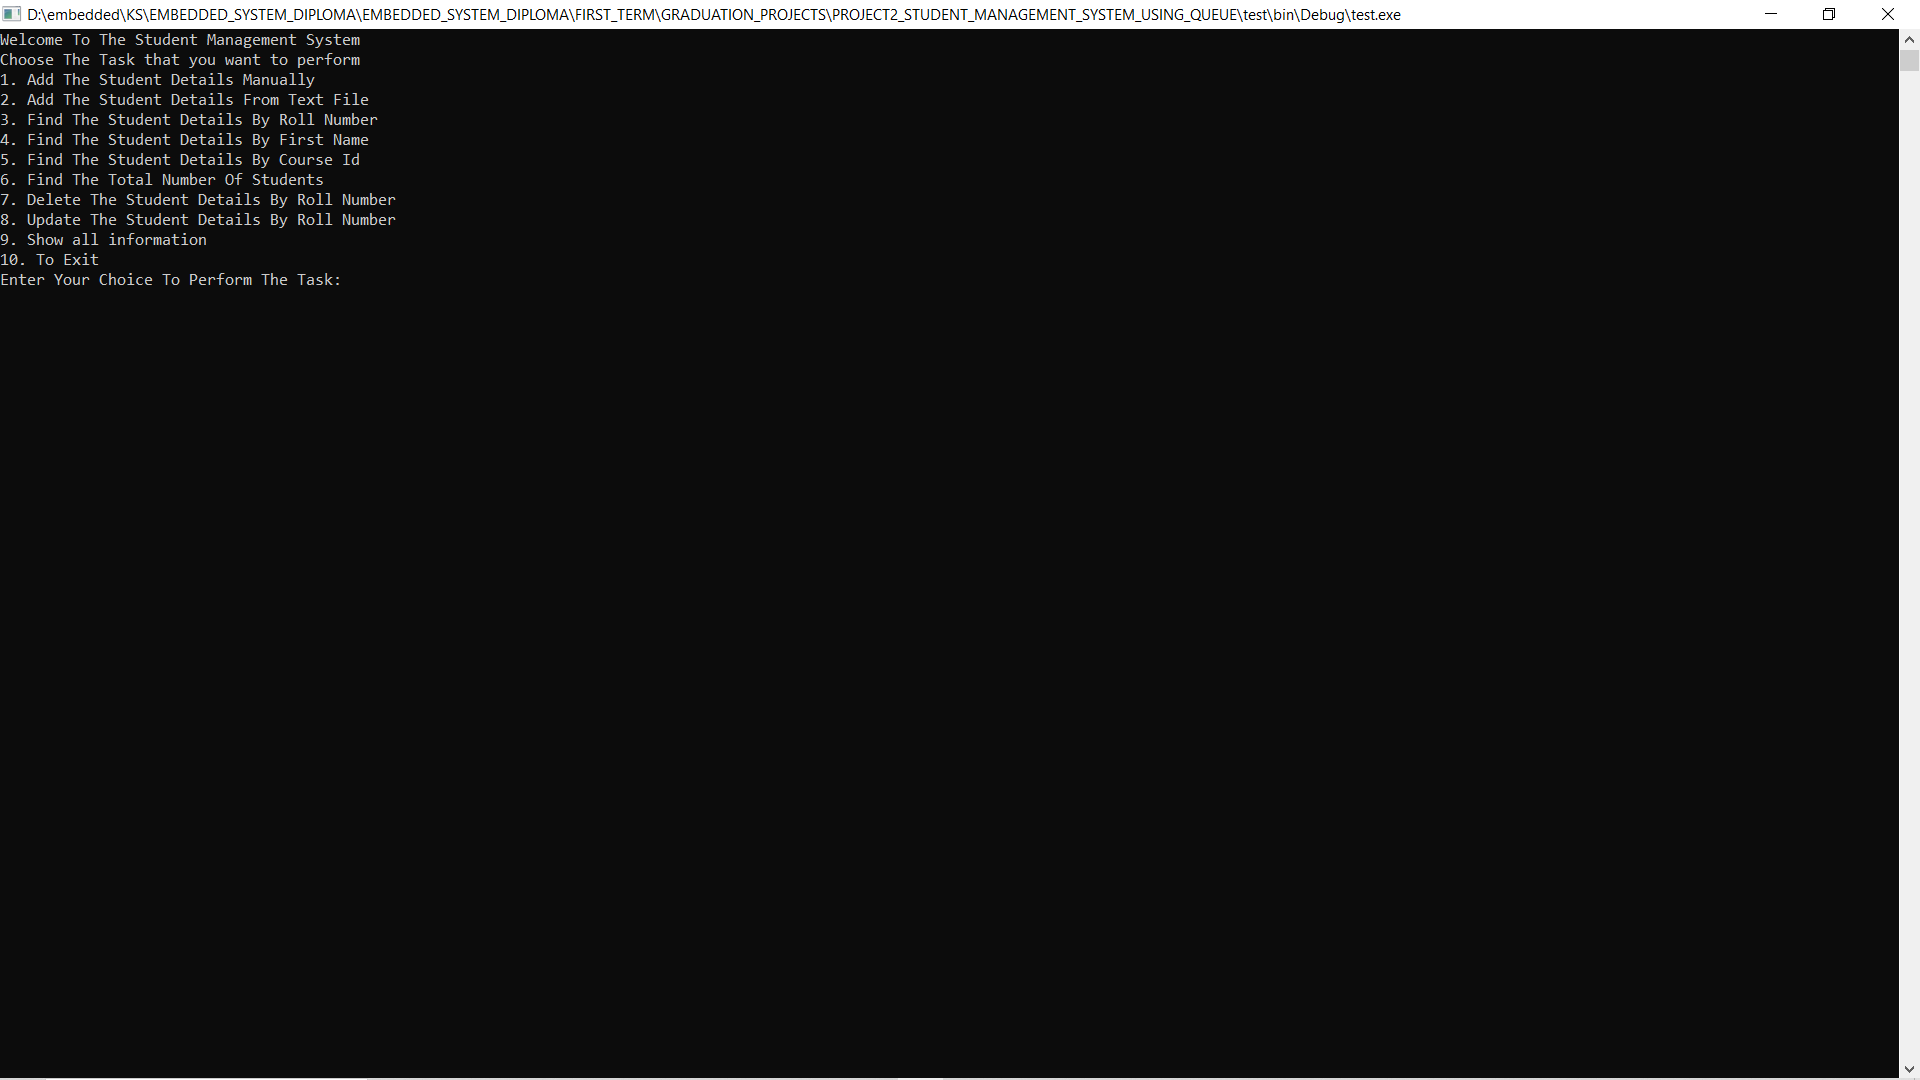 D:\embedded\KS\EMBEDDED_SYSTEM_DIPLOMA\EMBEDDED_SYSTEM_DIPLOMA\FIRST_TERM\GRADUATION_PROJECTS\PROJECT2_STUDENT_MANAGEMENT_SYSTEM_USING_QUEUE\test\bin\Debug\test.exe
Welcome To The Student Management System
Choose The Task that you want to perform
1. Add The Student Details Manually
2. Add The Student Details From Text File
3. Find The Student Details By Roll Number
4. Find The Student Details By First Name
5. Find The Student Details By Course Id
6. Find The Total Number Of Students
7. Delete The Student Details By Roll Number
8. Update The Student Details By Roll Number
9. Show all information
10. To Exit
Enter Your Choice To Perform The Task: